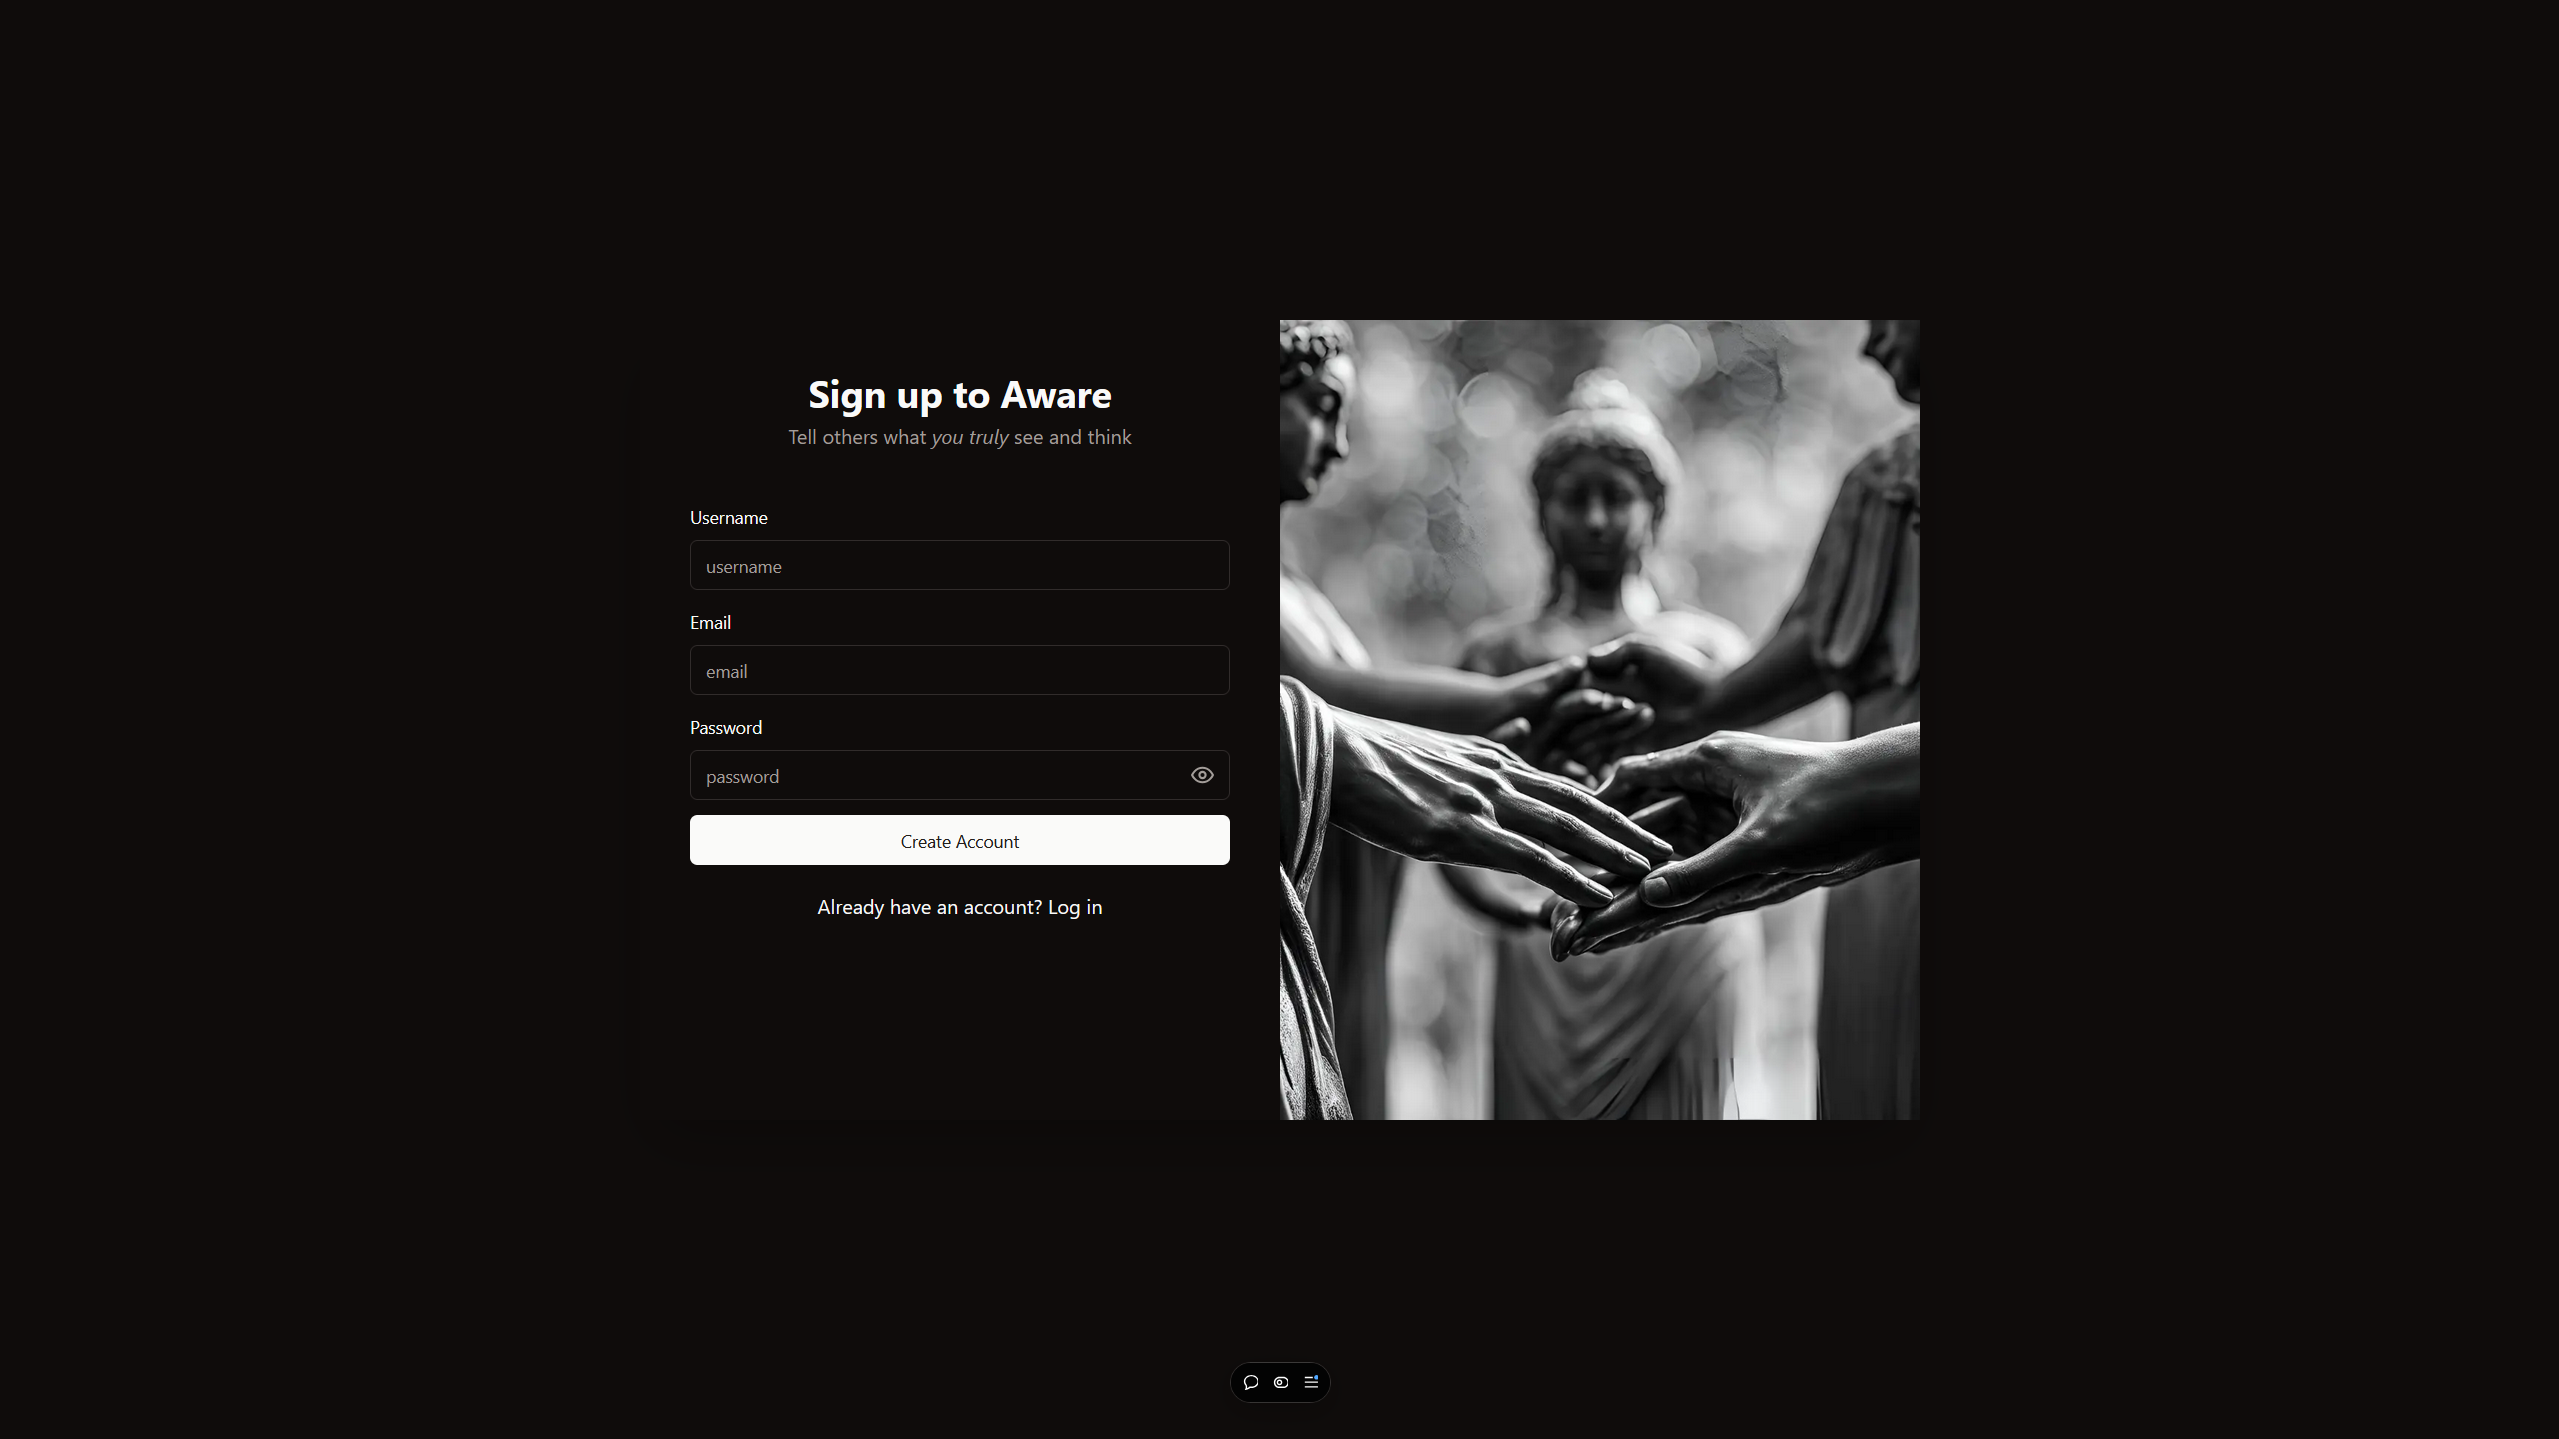 Sign up to Aware
Tell others what you truly see and think
Username
username
Email
email
Password
password
Create Account
Already have an account? Log in